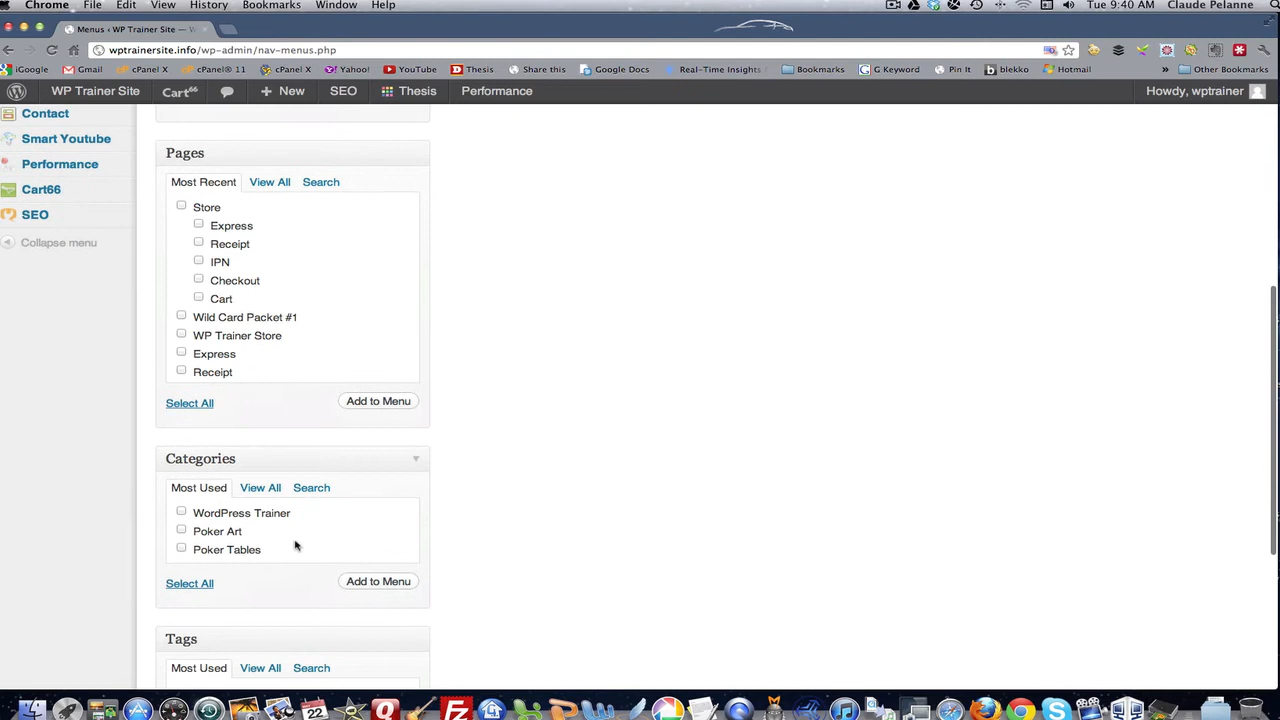 Chrome File Edit View History Bookmarks Window Help Tue 9:40 AM Claude Pelanne
Menus ‹ WP Trainer Site —
wptrainersite.info/wp-admin/nav-menus.php
iGoogle Gmail cPanel X cPanel® 11 cPanel X Yahoo! YouTube Thesis Share this Google Docs Real-Time Insights Bookmarks G Keyword Pin It blekko Hotmail » Other Bookmarks
WP Trainer Site Cart66 + New SEO Thesis Performance Howdy, wptrainer
Contact
Smart Youtube
Performance
Cart66
SEO
Collapse menu
Pages
Most Recent View All Search
Store
Express
Receipt
IPN
Checkout
Cart
Wild Card Packet #1
WP Trainer Store
Express
Receipt
Select All Add to Menu
Categories
Most Used View All Search
WordPress Trainer
Poker Art
Poker Tables
Select All Add to Menu
Tags
Most Used View All Search
22